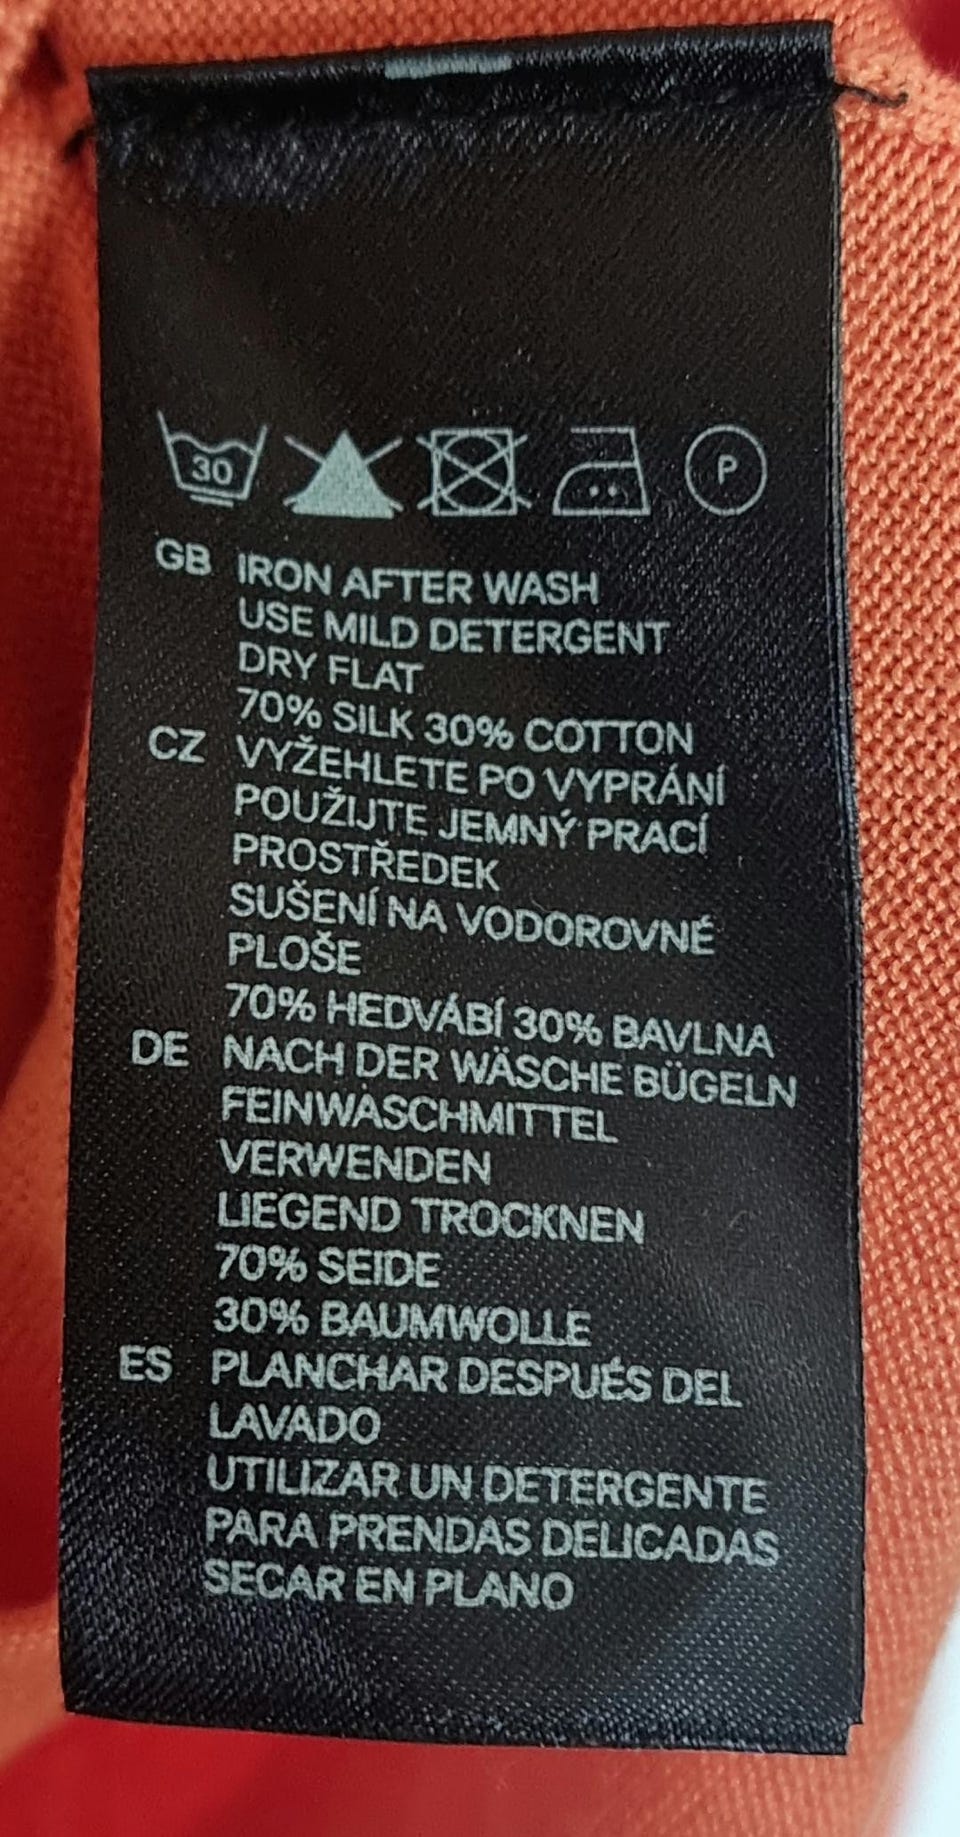 30
P
GB IRON AFTER WASH
USE MILD DETERGENT
DRY FLAT
70% SILK 30% COTTON
CZ VYŽEHLETE PO VYPRÁNÍ
POUŽIJTE JEMNÝ PRACÍ
PROSTŘEDEK
SUŠENÍ NA VODOROVNÉ
PLOŠE
70% HEDVÁBÍ 30% BAVLNA
DE NACH DER WÄSCHE BÜGELN
FEINWASCHMITTEL
VERWENDEN
LIEGEND TROCKNEN
70% SEIDE
30% BAUMWOLLE
ES PLANCHAR DESPUÉS DEL
LAVADO
UTILIZAR UN DETERGENTE
PARA PRENDAS DELICADAS
SECAR EN PLANO